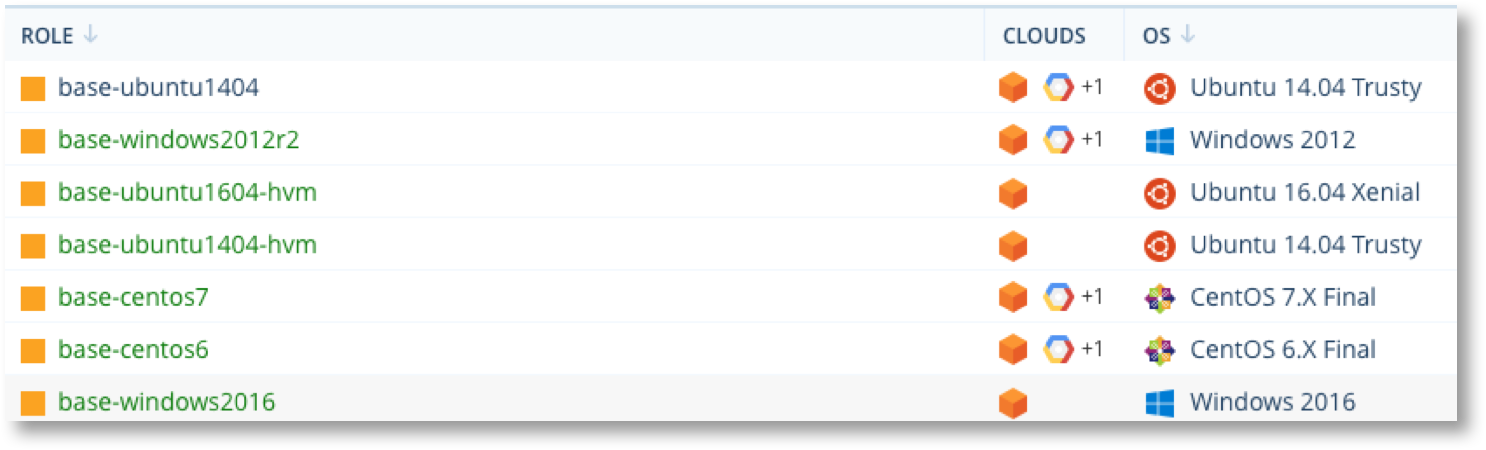 ROLE CLOUDS OS
base-ubuntu1404 +1 Ubuntu 14.04 Trusty
base-windows2012r2 +1 Windows 2012
base-ubuntu1604-hvm Ubuntu 16.04 Xenial
base-ubuntu1404-hvm Ubuntu 14.04 Trusty
base-centos7 +1 CentOS 7.X Final
base-centos6 +1 CentOS 6.X Final
base-windows2016 Windows 2016